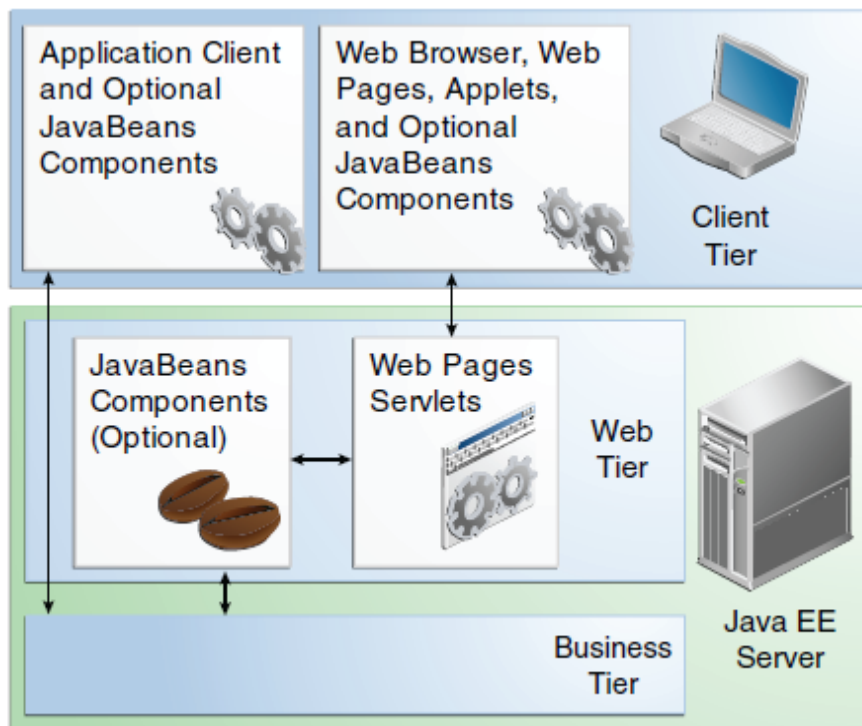 Application Client
and Optional
JavaBeans
Components
Web Browser, Web
Pages, Applets,
and Optional
JavaBeans
Components
Client
Tier
JavaBeans
Components
(Optional)
Web Pages
Servlets
Web
Tier
Business
Tier
Java EE
Server